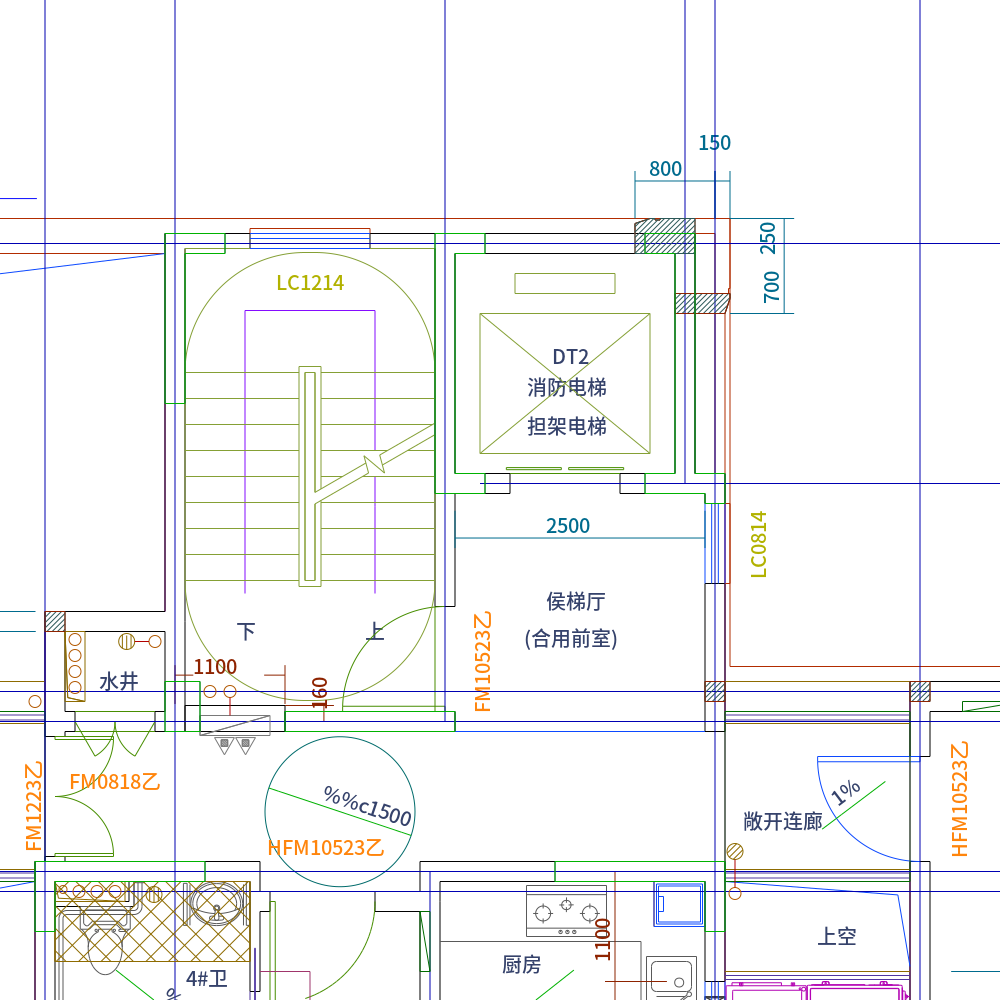 150
800
250
700
LC1214
DT2
消防电梯
担架电梯
2500
LC0814
侯梯厅
(合用前室)
下
上
FM10523乙
1100
160
水井
FM0818乙
FM1223乙
%%c1500
HFM10523乙
1%
敞开连廊
HFM10523乙
1100
上空
厨房
4#卫
%